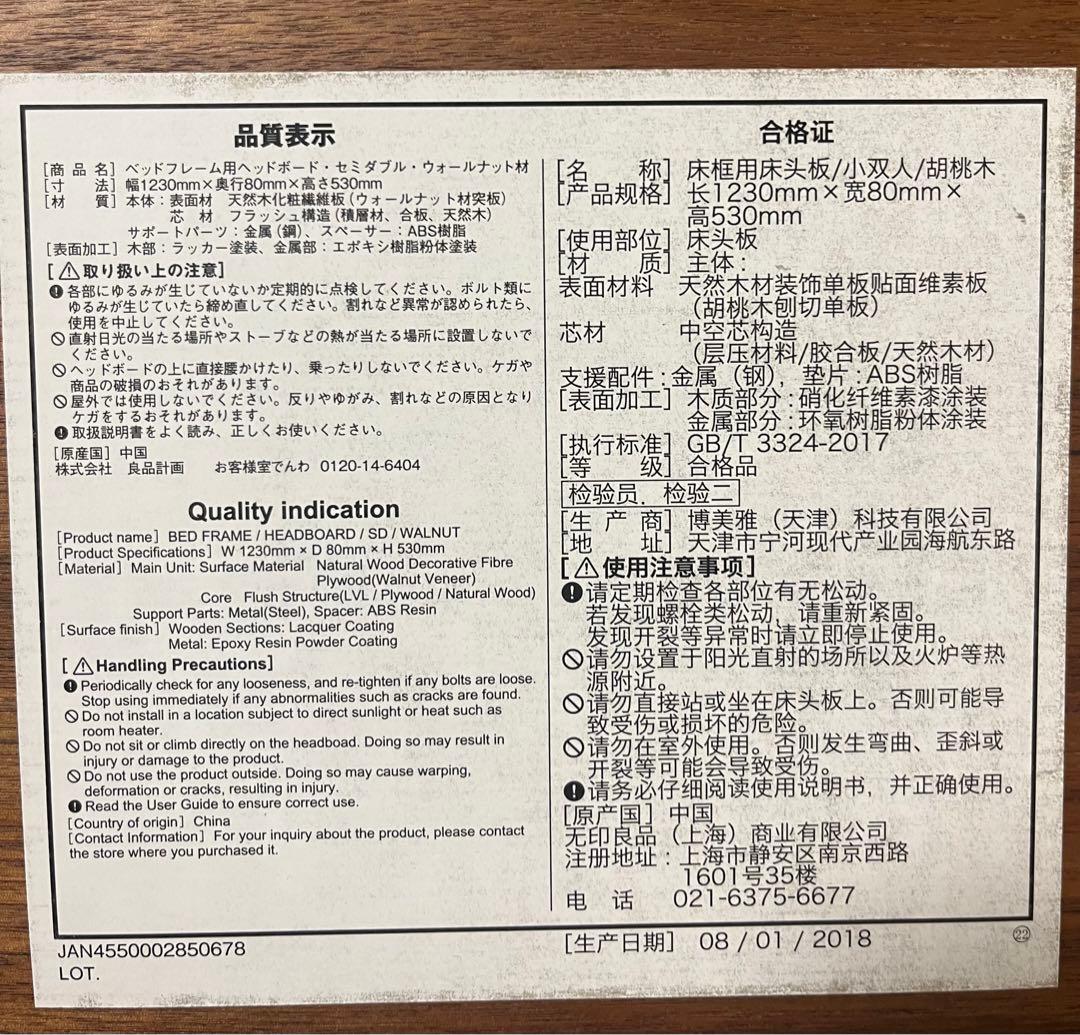 品質表示
[商品名] ベッドフレーム用ヘッドボード・セミダブル・ウォールナット材
[寸法] 幅1230mm×奥行80mm×高さ530mm
[材質] 本体：表面材 天然木化粧繊維板(ウォールナット材突板)
芯材 フラッシュ構造(積層材、合板、天然木)
サポートパーツ：金属(鋼)、スペーサー：ABS樹脂
[表面加工] 木部：ラッカー塗装、金属部：エポキシ樹脂粉体塗装
[⚠取り扱い上の注意]
各部にゆるみが生じていないか定期的に点検してください。ボルト類に
ゆるみが生じていたら締め直してください。割れなど異常が認められたら、
使用を中止してください。
直射日光の当たる場所やストーブなどの熱が当たる場所に設置しないで
ください。
ヘッドボードの上に直接腰かけたり、乗ったりしないでください。ケガや
商品の破損のおそれがあります。
屋外では使用しないでください。反りやゆがみ、割れなどの原因となり
ケガをするおそれがあります。
取扱説明書をよく読み、正しくお使いください。
[原産国] 中国
株式会社 良品計画 お客様室でんわ 0120-14-6404
Quality indication
[Product name] BED FRAME / HEADBOARD / SD / WALNUT
[Product Specifications] W 1230mm × D 80mm × H 530mm
[Material] Main Unit: Surface Material Natural Wood Decorative Fibre
Plywood(Walnut Veneer)
Core Flush Structure(LVL / Plywood / Natural Wood)
Support Parts: Metal(Steel), Spacer: ABS Resin
[Surface finish] Wooden Sections: Lacquer Coating
Metal: Epoxy Resin Powder Coating
[⚠Handling Precautions]
Periodically check for any looseness, and re-tighten if any bolts are loose.
Stop using immediately if any abnormalities such as cracks are found.
Do not install in a location subject to direct sunlight or heat such as
room heater.
Do not sit or climb directly on the headboad. Doing so may result in
injury or damage to the product.
Do not use the product outside. Doing so may cause warping,
deformation or cracks, resulting in injury.
Read the User Guide to ensure correct use.
[Country of origin] China
[Contact Information] For your inquiry about the product, please contact
the store where you purchased it.
JAN4550002850678
LOT.
合格证
[名称] 床框用床头板/小双人/胡桃木
[产品规格] 长1230mm×宽80mm×
高530mm
[使用部位] 床头板
[材质] 主体：
表面材料 天然木材装饰单板贴面维素板
(胡桃木刨切单板)
芯材 中空芯构造
(层压材料/胶合板/天然木材)
支援配件：金属(钢)，垫片：ABS树脂
[表面加工] 木质部分：硝化纤维素漆涂装
金属部分：环氧树脂粉体涂装
[执行标准] GB/T 3324-2017
[等级] 合格品
检验员．检验二
[生产商] 博美雅(天津)科技有限公司
[地址] 天津市宁河现代产业园海航东路
[⚠使用注意事项]
请定期检查各部位有无松动。
若发现螺栓类松动，请重新紧固。
发现开裂等异常时请立即停止使用。
请勿设置于阳光直射的场所以及火炉等热
源附近。
请勿直接站或坐在床头板上。否则可能导
致受伤或损坏的危险。
请勿在室外使用。否则发生弯曲、歪斜或
开裂等可能会导致受伤。
请务必仔细阅读使用说明书，并正确使用。
[原产国] 中国
无印良品(上海)商业有限公司
注册地址：上海市静安区南京西路
1601号35楼
电话 021-6375-6677
[生产日期] 08 / 01 / 2018
㉒